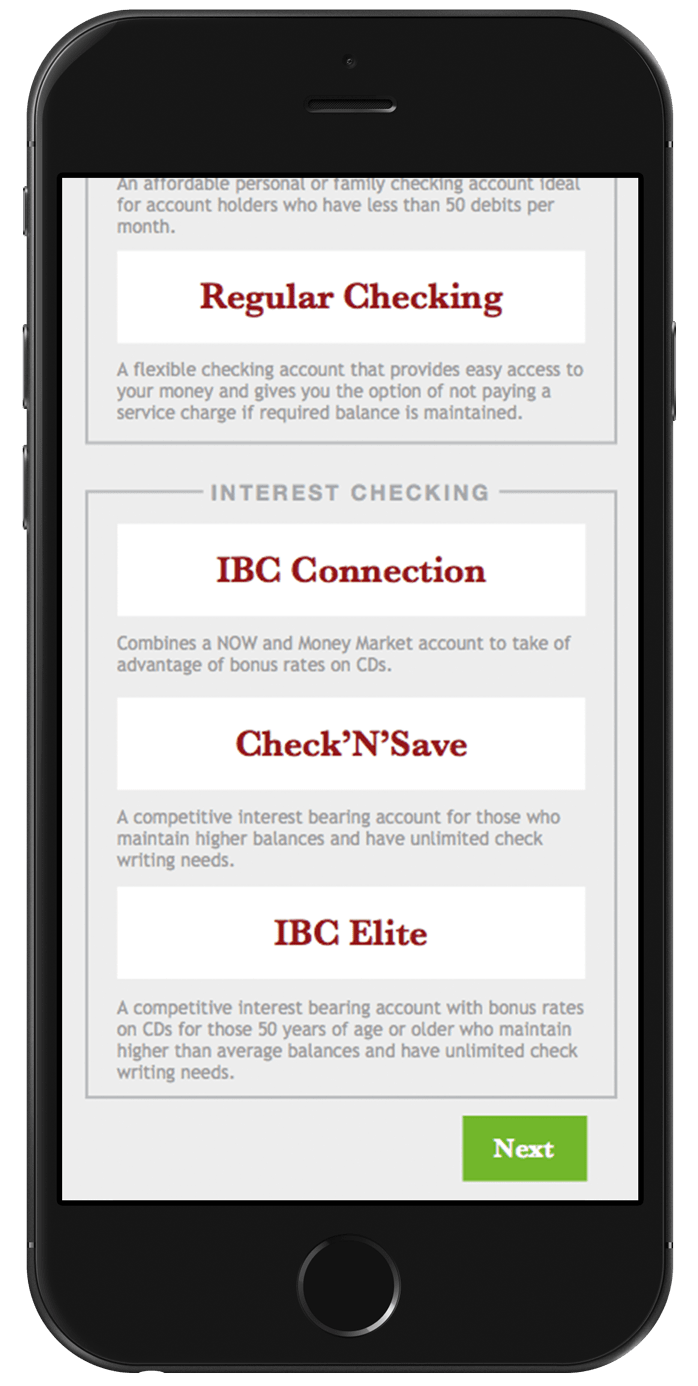 An affordable personal or family checking account ideal
for account holders who have less than 50 debits per
month.
Regular Checking
A flexible checking account that provides easy access to
your money and gives you the option of not paying a
service charge if required balance is maintained.
INTEREST CHECKING
IBC Connection
Combines a NOW and Money Market account to take of
advantage of bonus rates on CDs.
Check’N’Save
A competitive interest bearing account for those who
maintain higher balances and have unlimited check
writing needs.
IBC Elite
A competitive interest bearing account with bonus rates
on CDs for those 50 years of age or older who maintain
higher than average balances and have unlimited check
writing needs.
Next